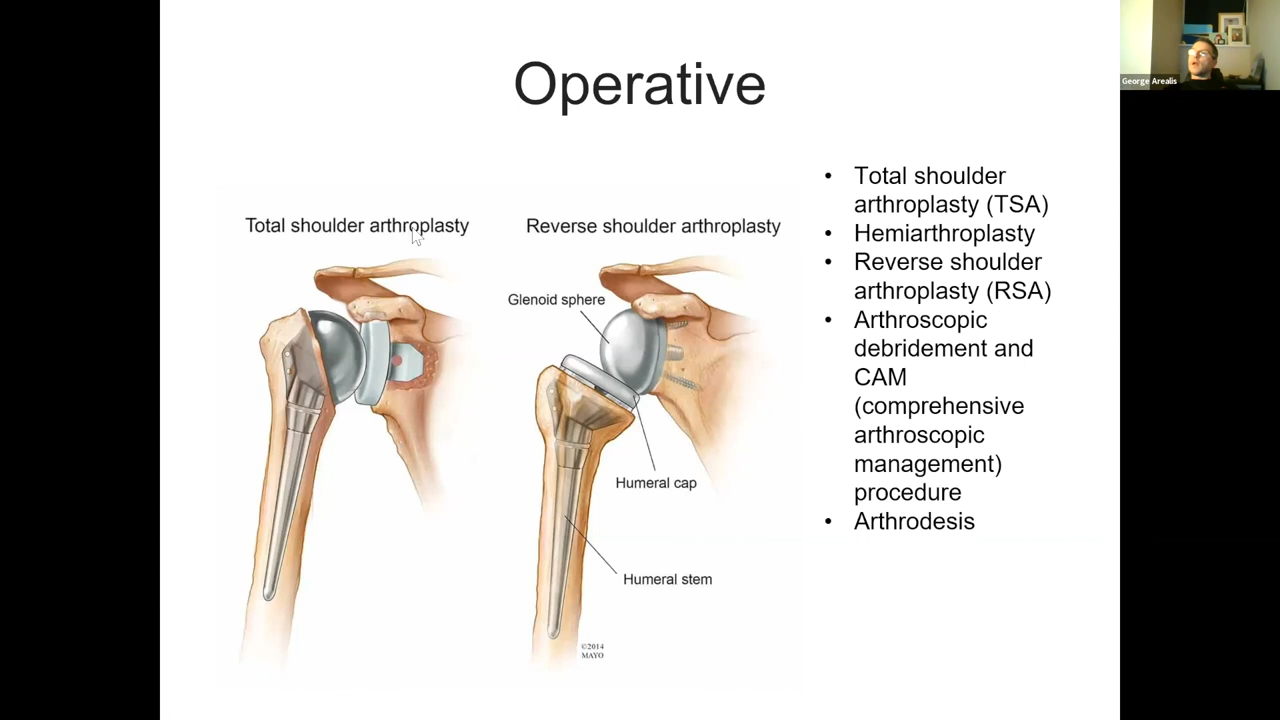 George Arealis
Operative
Total shoulder arthroplasty
Reverse shoulder arthroplasty
Glenoid sphere
Humeral cap
Humeral stem
©2014
MAYO
• Total shoulder
arthroplasty (TSA)
• Hemiarthroplasty
• Reverse shoulder
arthroplasty (RSA)
• Arthroscopic
debridement and
CAM
(comprehensive
arthroscopic
management)
procedure
• Arthrodesis